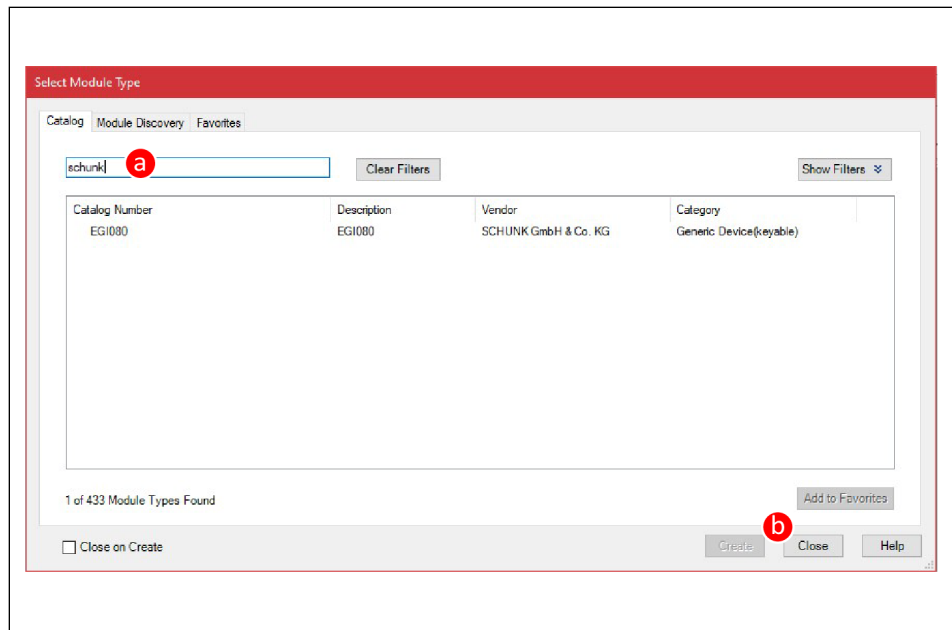 Select Module Type
Catalog Module Discovery Favorites
schunk a Clear Filters Show Filters
Catalog Number Description Vendor Category
EGI080 EGI080 SCHUNK GmbH & Co. KG Generic Device(keyable)
1 of 433 Module Types Found Add to Favorites
b
Close on Create Create Close Help